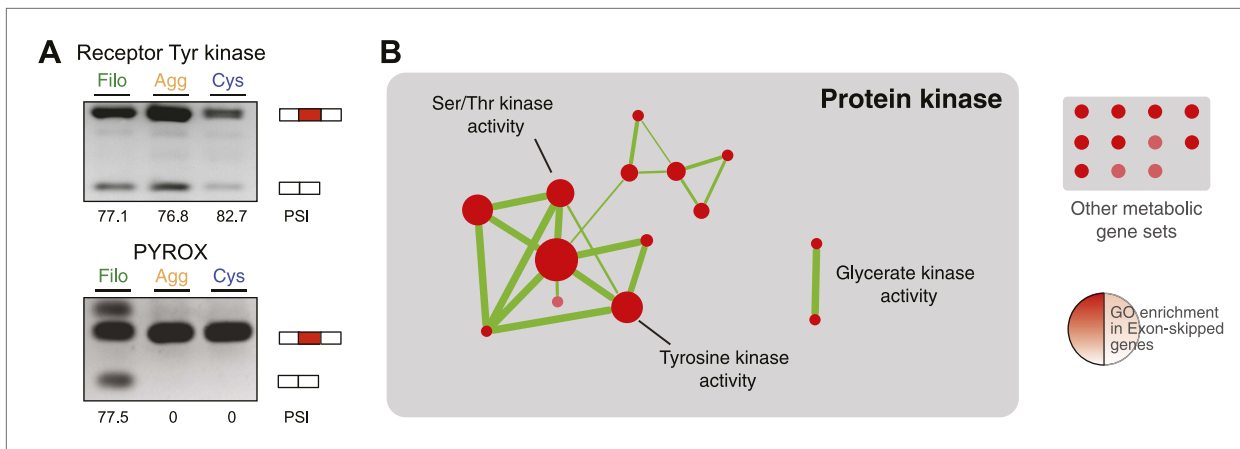 A
Receptor Tyr kinase
Filo Agg Cys
77.1 76.8 82.7 PSI
PYROX
Filo Agg Cys
77.5 0 0 PSI
B
Protein kinase
Ser/Thr kinase
activity
Glycerate kinase
activity
Tyrosine kinase
activity
Other metabolic
gene sets
GO enrichment
in Exon-skipped
genes